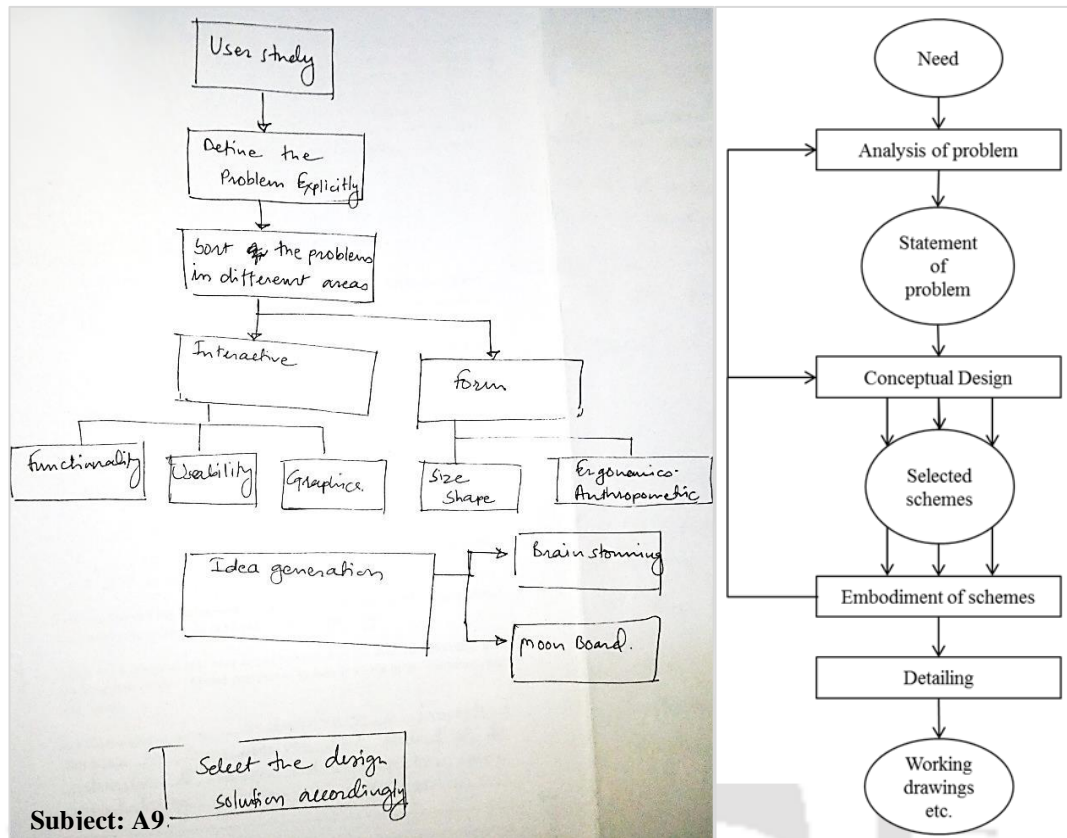 User study
Define the
Problem Explicitly
Sort the problems
in different areas
Interactive
form
functionality
Usability
Graphics.
Size
Shape
Ergonomics.
Anthropometric
Idea generation
Brain stonning
Moon Board.
Select the design
solution accordingly
Subject: A9
Need
Analysis of problem
Statement
of
problem
Conceptual Design
Selected
schemes
Embodiment of schemes
Detailing
Working
drawings
etc.